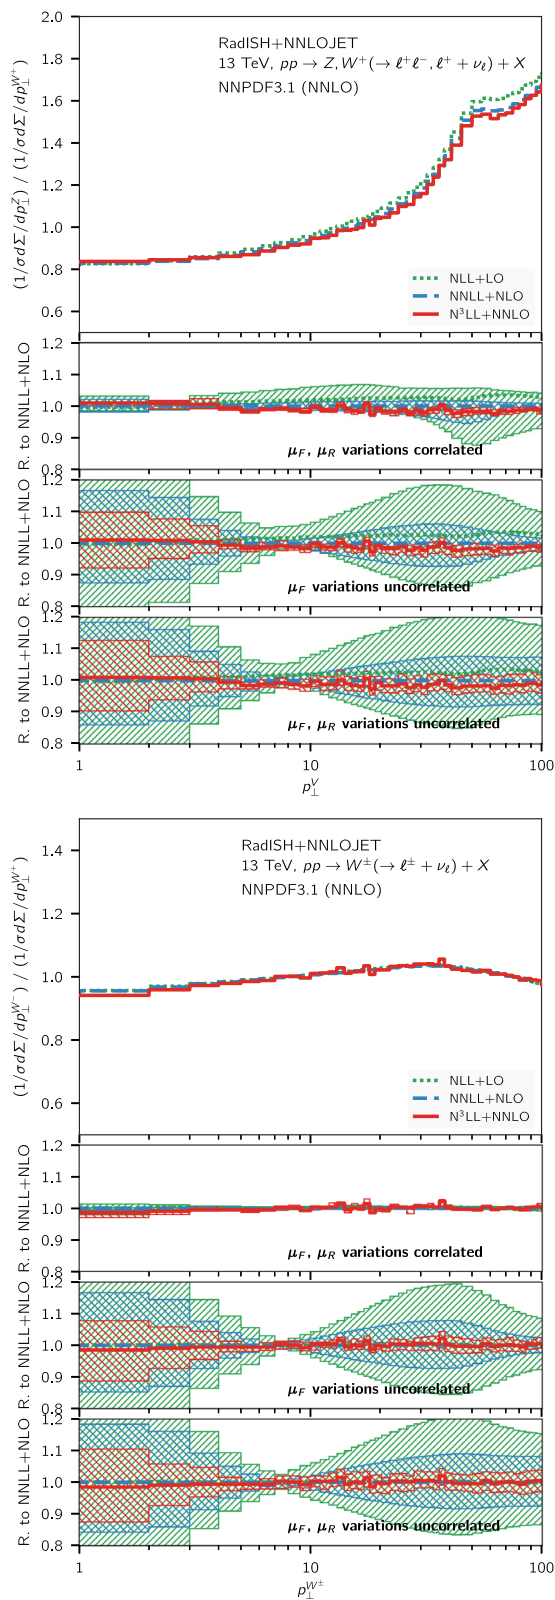 RadISH+NNLOJET
13 TeV, pp → Z, W⁺(→ ℓ⁺ℓ⁻, ℓ⁺ + νℓ) + X
NNPDF3.1 (NNLO)
(1/σdΣ/dp⊥^Z) / (1/σdΣ/dp⊥^W⁺)
2.0
1.8
1.6
1.4
1.2
1.0
0.8
0.6
NLL+LO
NNLL+NLO
N³LL+NNLO
R. to NNLL+NLO
1.2
1.1
1.0
0.9
0.8
μF, μR variations correlated
R. to NNLL+NLO
1.2
1.1
1.0
0.9
0.8
μF variations uncorrelated
R. to NNLL+NLO
1.2
1.1
1.0
0.9
0.8
μF, μR variations uncorrelated
1 10 100
p⊥^V
RadISH+NNLOJET
13 TeV, pp → W^±(→ ℓ^± + νℓ) + X
NNPDF3.1 (NNLO)
(1/σdΣ/dp⊥^W⁻) / (1/σdΣ/dp⊥^W⁺)
1.4
1.2
1.0
0.8
0.6
NLL+LO
NNLL+NLO
N³LL+NNLO
R. to NNLL+NLO
1.2
1.1
1.0
0.9
0.8
μF, μR variations correlated
R. to NNLL+NLO
1.2
1.1
1.0
0.9
0.8
μF variations uncorrelated
R. to NNLL+NLO
1.2
1.1
1.0
0.9
0.8
μF, μR variations uncorrelated
1 10 100
p⊥^W^±